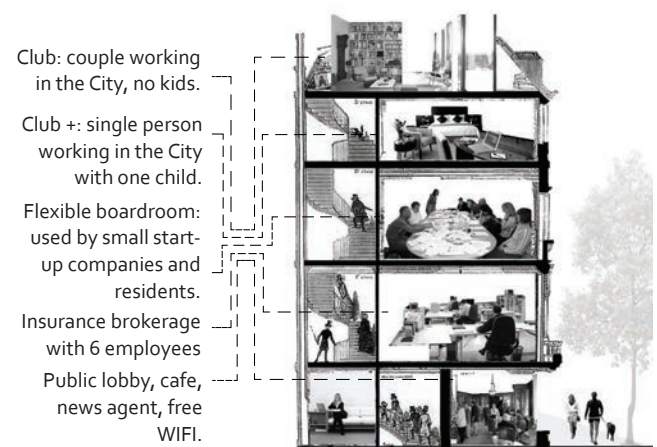 Club: couple working
in the City, no kids.
Club +: single person
working in the City
with one child.
Flexible boardroom:
used by small start-
up companies and
residents.
Insurance brokerage
with 6 employees
Public lobby, cafe,
news agent, free
WIFI.